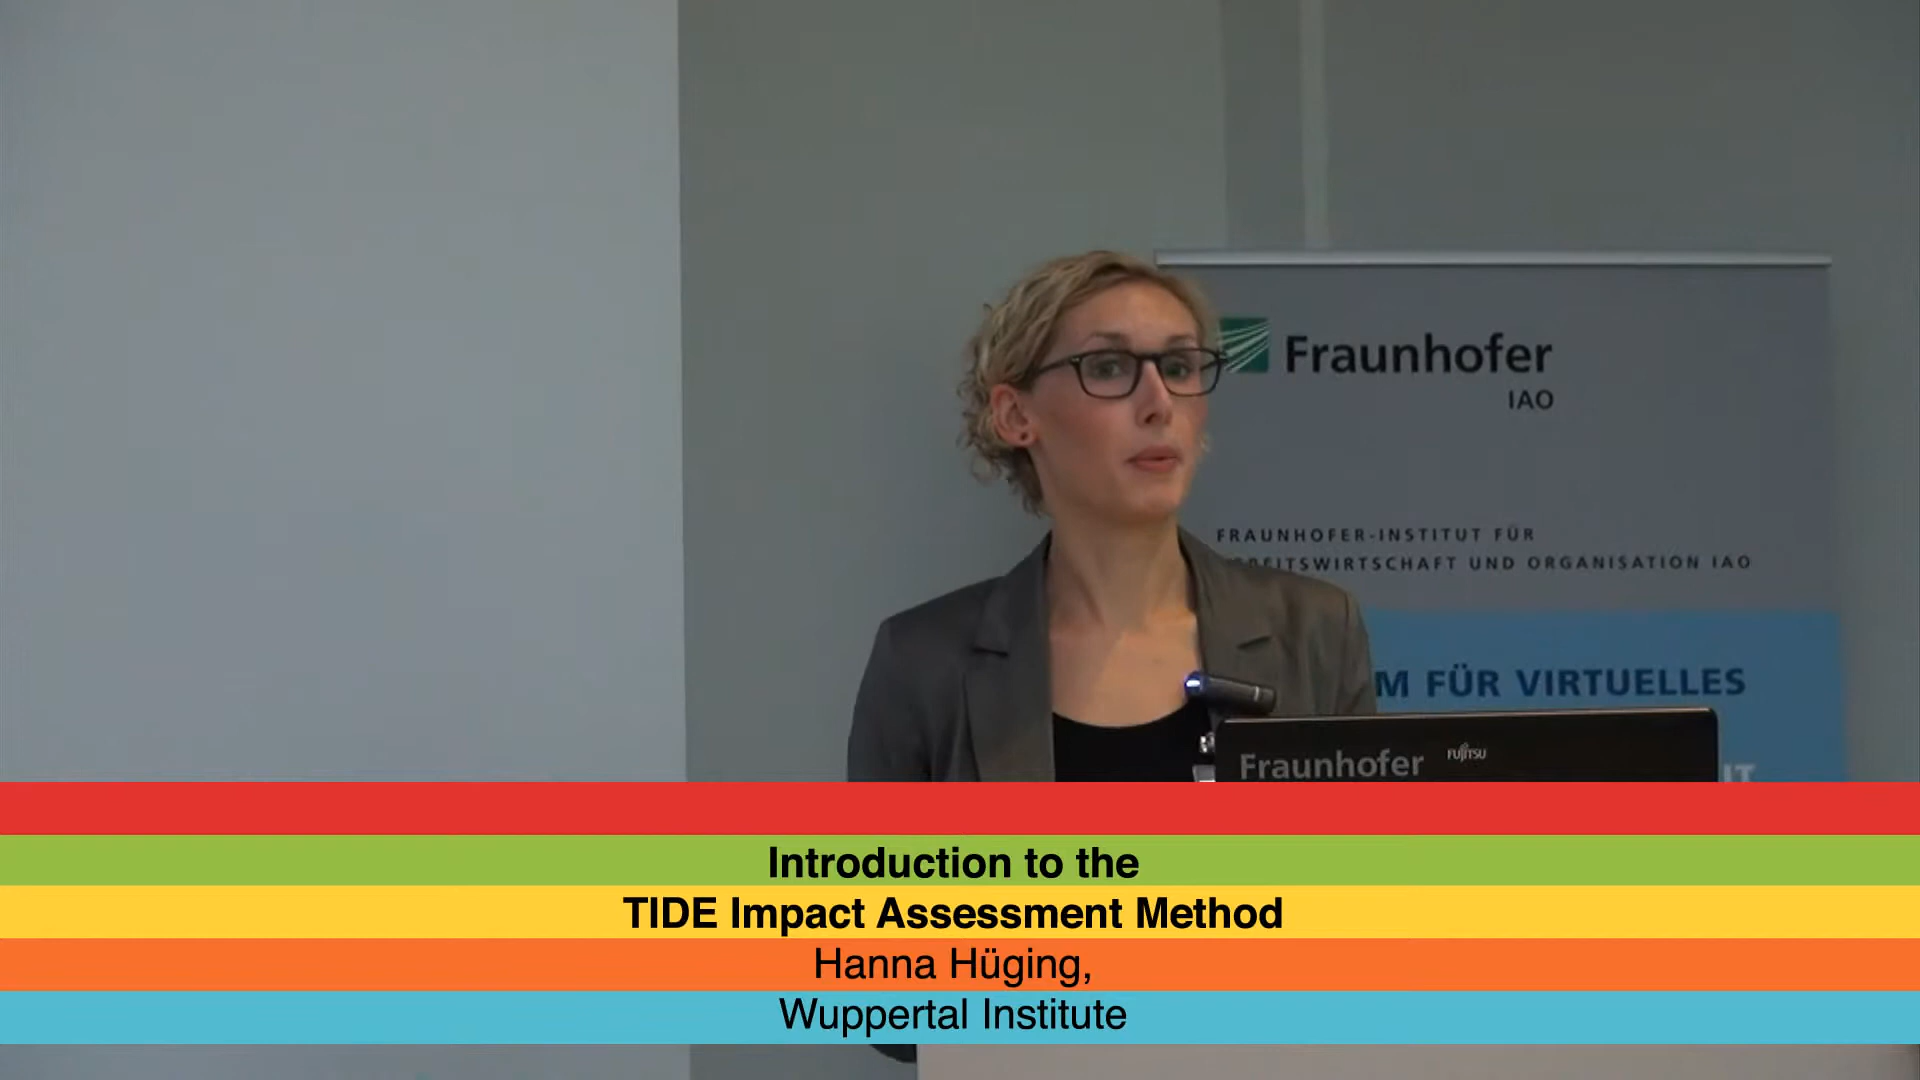 Fraunhofer
IAO
FRAUNHOFER-INSTITUT FÜR
UND ORGANISATION IAO
FÜR VIRTUELLES
Fraunhofer FUJITSU
Introduction to the
TIDE Impact Assessment Method
Hanna Hüging,
Wuppertal Institute